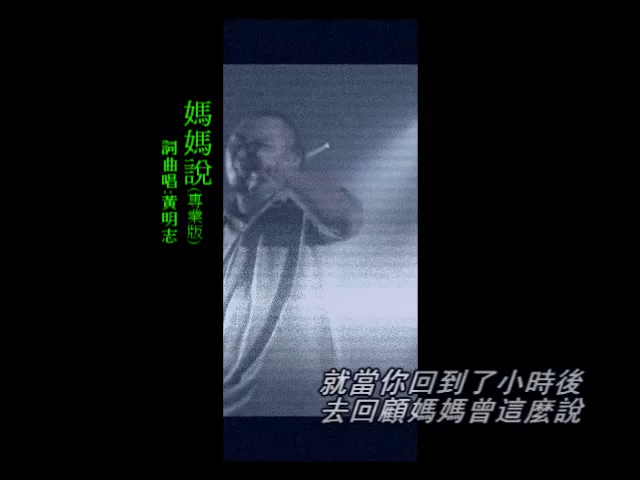 媽媽說(專業版)
詞曲唱:黃明志
就當你回到了小時後
去回顧媽媽曾這麼說